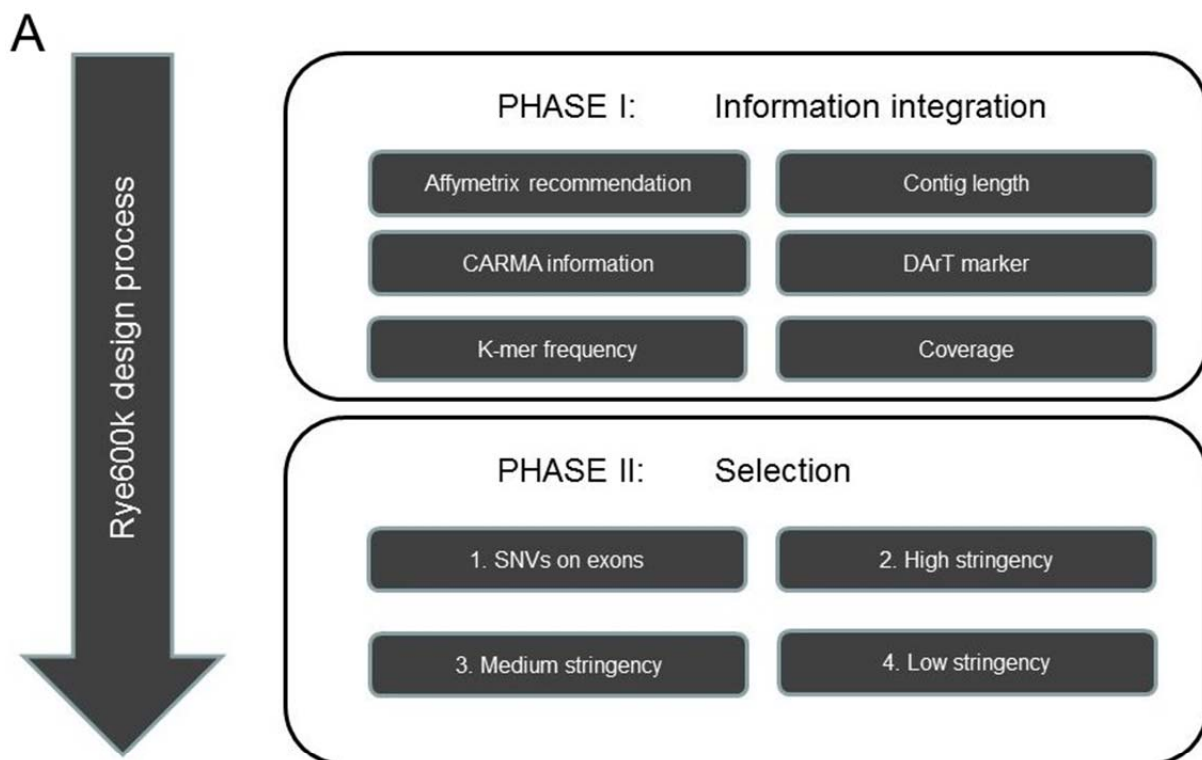 A
Rye600k design process
PHASE I: Information integration
Affymetrix recommendation
Contig length
CARMA information
DArT marker
K-mer frequency
Coverage
PHASE II: Selection
1. SNVs on exons
2. High stringency
3. Medium stringency
4. Low stringency